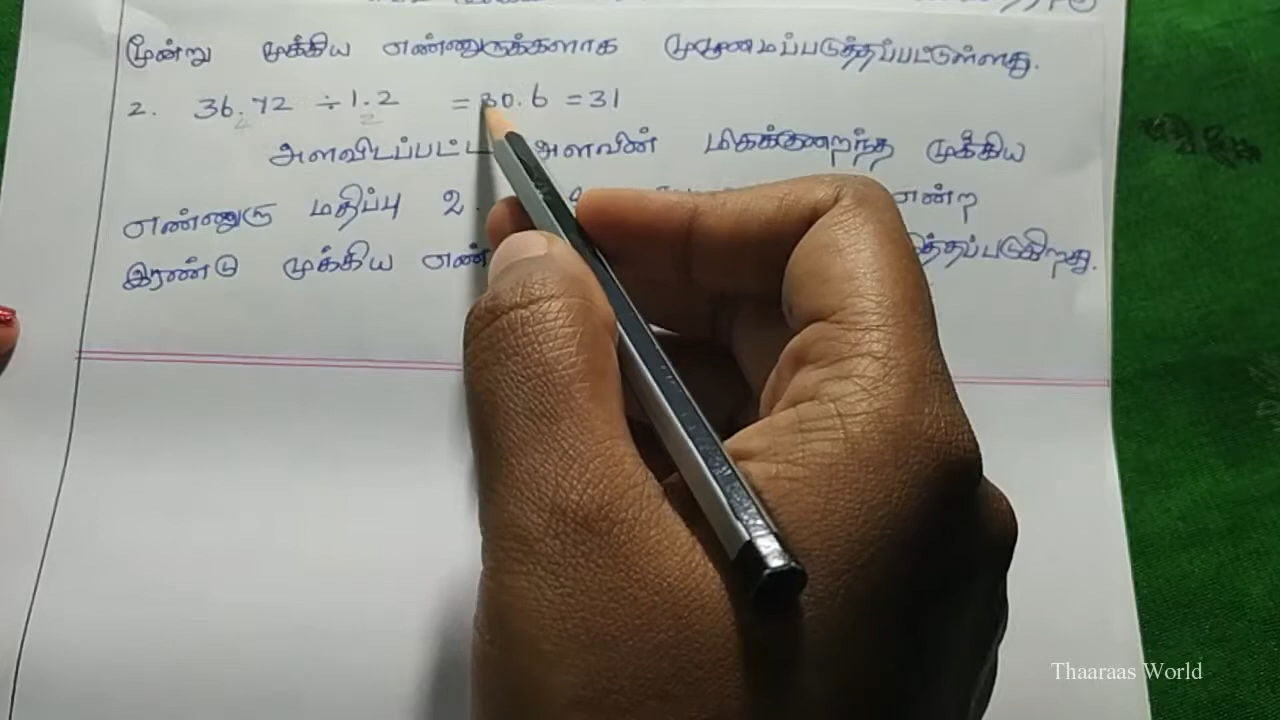 மூன்று முக்கிய எண்ணுருக்களாக முழுமைப்படுத்தப்பட்டுள்ளது.
2. 36.72 ÷ 1.2 = 30.6 = 31
அளவிடப்பட்ட அளவின் மிகக்குறைந்த முக்கிய
எண்ணுரு மதிப்பு 2. என்ற
இரண்டு முக்கிய
Thaaraas World